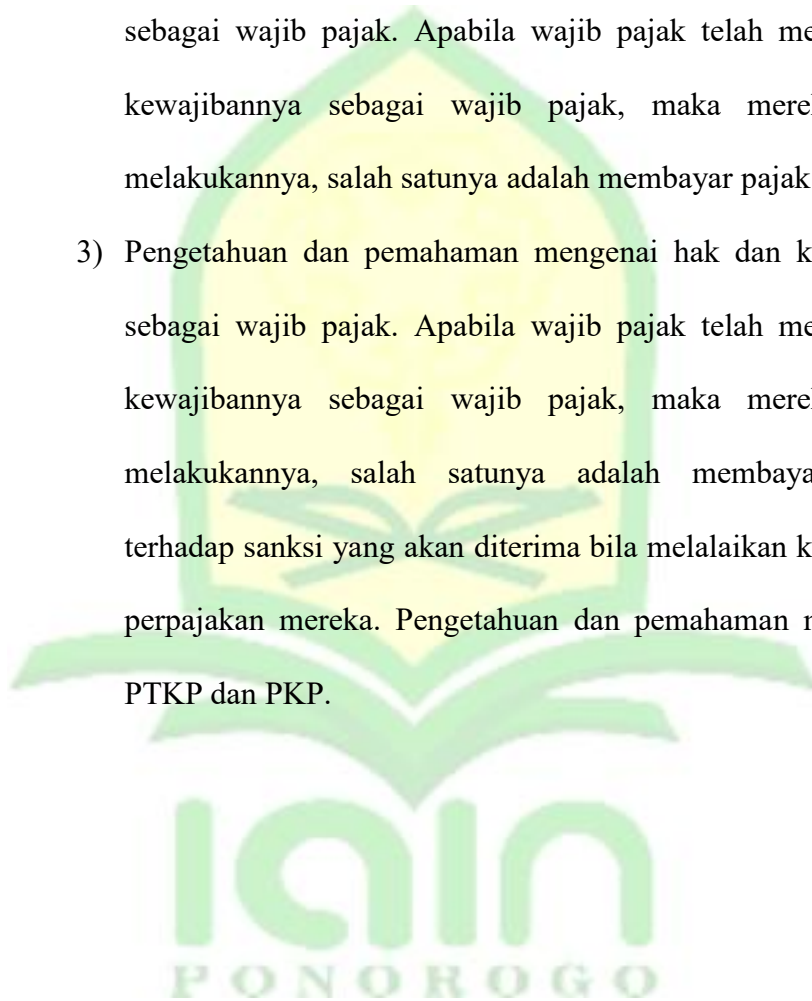 sebagai wajib pajak. Apabila wajib pajak telah me
kewajibannya sebagai wajib pajak, maka mere
melakukannya, salah satunya adalah membayar pajak
3) Pengetahuan dan pemahaman mengenai hak dan k
sebagai wajib pajak. Apabila wajib pajak telah me
kewajibannya sebagai wajib pajak, maka mere
melakukannya, salah satunya adalah membaya
terhadap sanksi yang akan diterima bila melalaikan k
perpajakan mereka. Pengetahuan dan pemahaman
PTKP dan PKP.
iain
PONOROGO